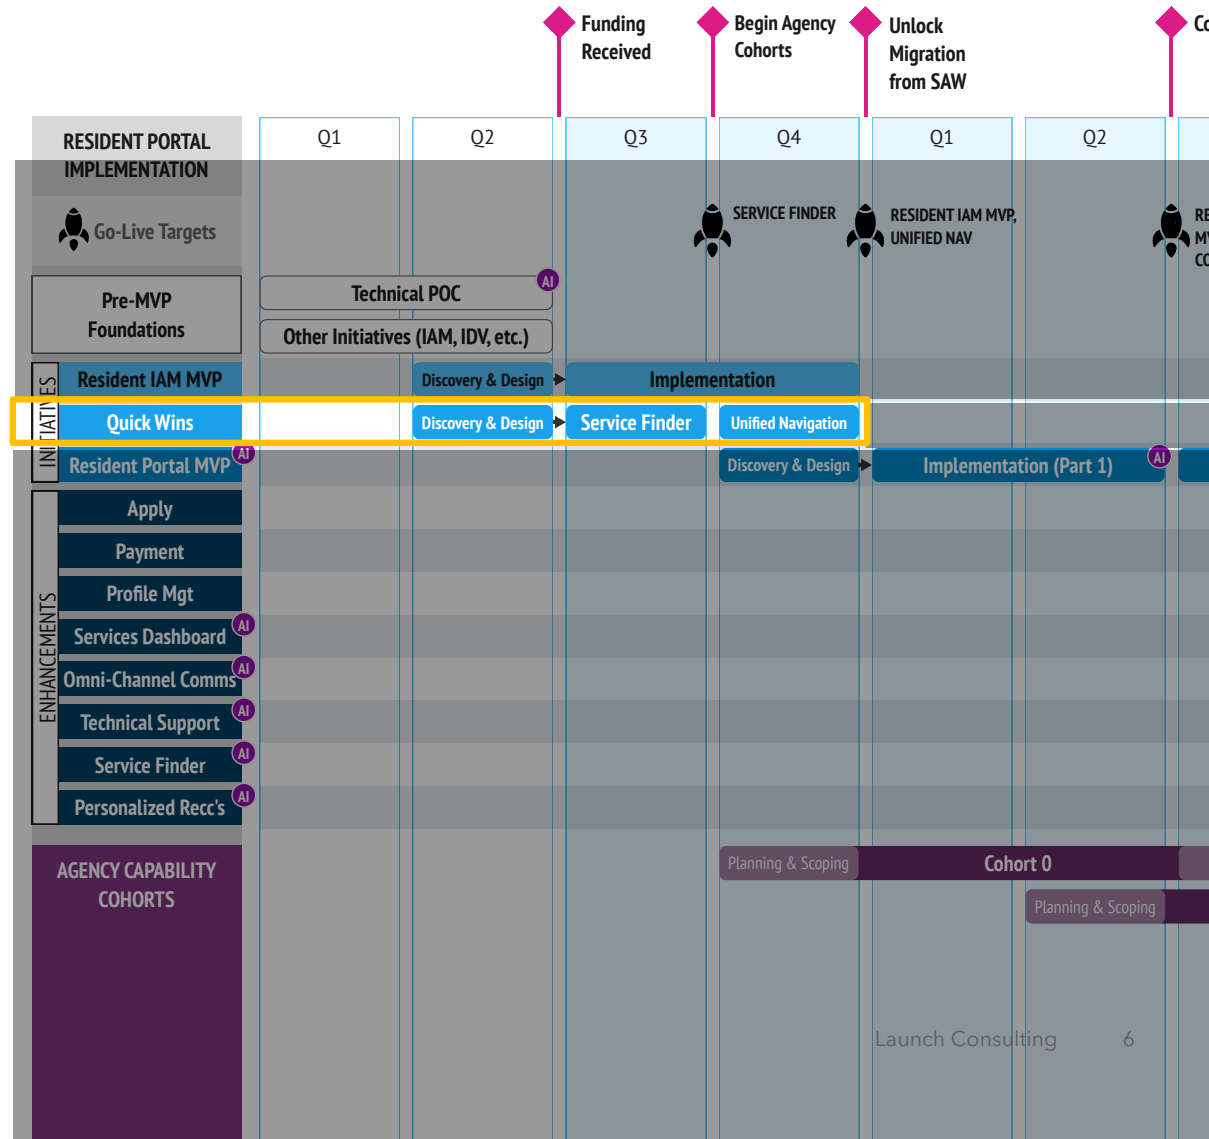 Funding
Received
Begin Agency
Cohorts
Unlock
Migration
from SAW
Co
RESIDENT PORTAL
IMPLEMENTATION
Q1
Q2
Q3
Q4
Q1
Q2
Go-Live Targets
SERVICE FINDER
RESIDENT IAM MVP,
UNIFIED NAV
RE
MV
CO
Pre-MVP
Foundations
Technical POC
AI
Other Initiatives (IAM, IDV, etc.)
INITIATIVES
Resident IAM MVP
Discovery & Design
Implementation
Quick Wins
Discovery & Design
Service Finder
Unified Navigation
Resident Portal MVP
AI
Discovery & Design
Implementation (Part 1)
AI
ENHANCEMENTS
Apply
Payment
Profile Mgt
Services Dashboard
AI
Omni-Channel Comms
AI
Technical Support
AI
Service Finder
AI
Personalized Recc's
AI
AGENCY CAPABILITY
COHORTS
Planning & Scoping
Cohort 0
Planning & Scoping
Launch Consulting 6